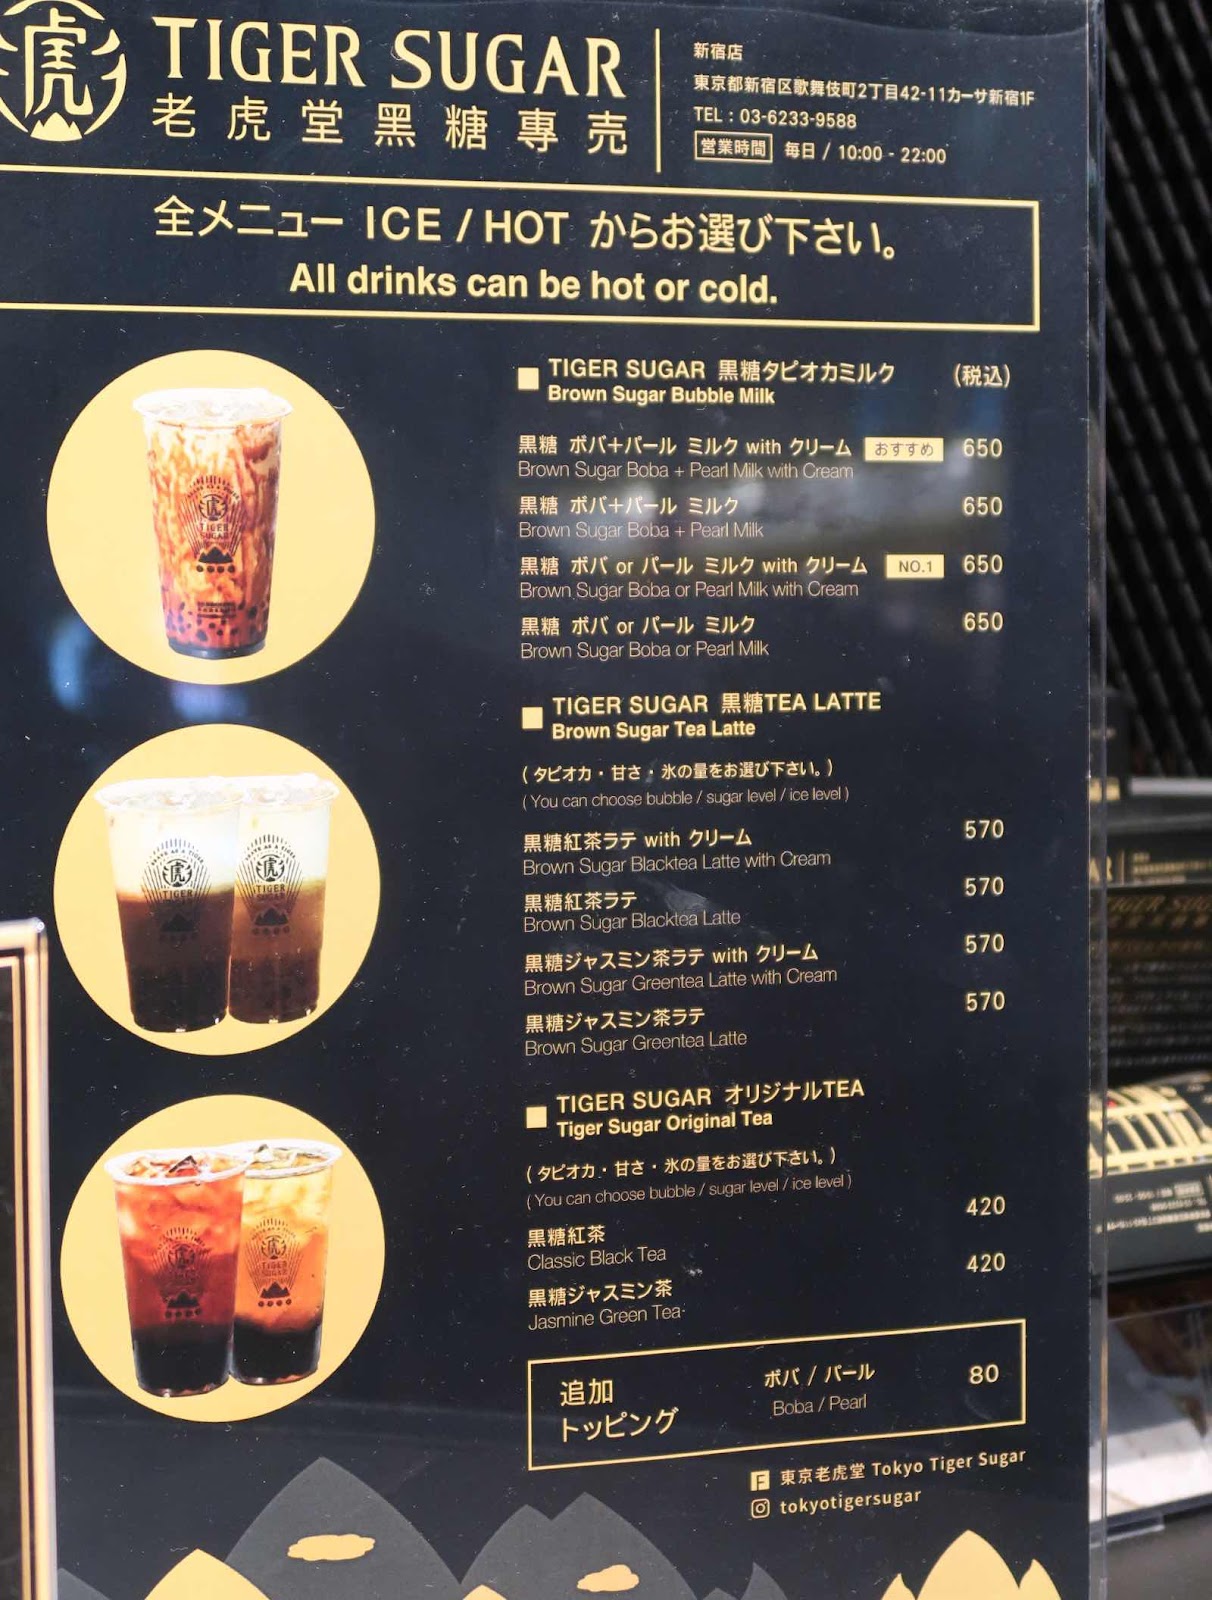 虎
TIGER SUGAR
老虎堂黑糖專売
新宿店
東京都新宿区歌舞伎町2丁目42-11カーサ新宿1F
TEL : 03-6233-9588
営業時間 毎日 / 10:00 - 22:00
全メニュー ICE / HOT からお選び下さい。
All drinks can be hot or cold.
■ TIGER SUGAR 黒糖タピオカミルク (税込)
Brown Sugar Bubble Milk
黒糖 ボバ+パール ミルク with クリーム おすすめ 650
Brown Sugar Boba + Pearl Milk with Cream
黒糖 ボバ+パール ミルク 650
Brown Sugar Boba + Pearl Milk
黒糖 ボバ or パール ミルク with クリーム NO.1 650
Brown Sugar Boba or Pearl Milk with Cream
黒糖 ボバ or パール ミルク 650
Brown Sugar Boba or Pearl Milk
■ TIGER SUGAR 黒糖TEA LATTE
Brown Sugar Tea Latte
( タピオカ・甘さ・氷の量をお選び下さい。)
( You can choose bubble / sugar level / ice level )
黒糖紅茶ラテ with クリーム 570
Brown Sugar Blacktea Latte with Cream
黒糖紅茶ラテ 570
Brown Sugar Blacktea Latte
黒糖ジャスミン茶ラテ with クリーム 570
Brown Sugar Greentea Latte with Cream
黒糖ジャスミン茶ラテ 570
Brown Sugar Greentea Latte
■ TIGER SUGAR オリジナルTEA
Tiger Sugar Original Tea
( タピオカ・甘さ・氷の量をお選び下さい。)
( You can choose bubble / sugar level / ice level )
黒糖紅茶 420
Classic Black Tea
黒糖ジャスミン茶 420
Jasmine Green Tea
追加
トッピング
ボバ / パール 80
Boba / Pearl
東京老虎堂 Tokyo Tiger Sugar
tokyotigersugar
虎
TIGER
SUGAR
虎
TIGER
虎
TIGER
SUGAR
虎
虎
TIGER
SUGAR